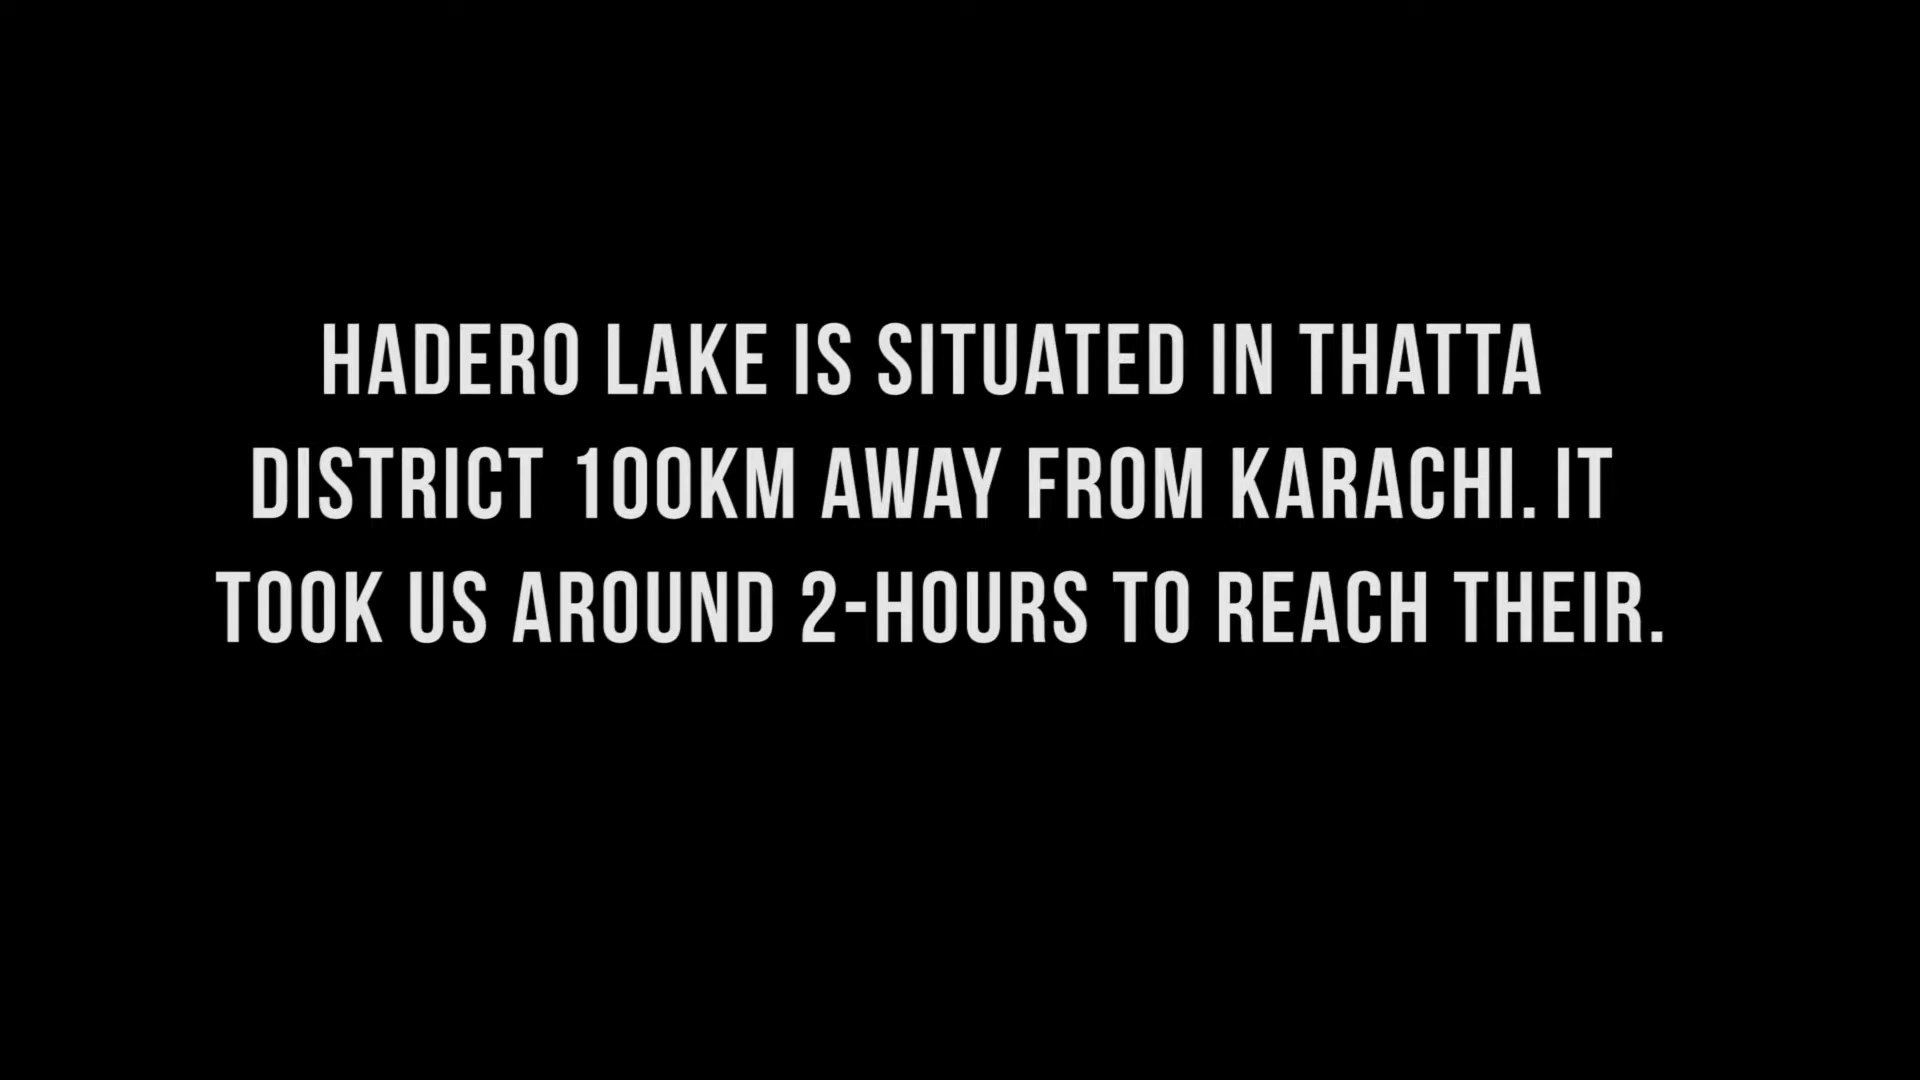 HADERO LAKE IS SITUATED IN THATTA
DISTRICT 100KM AWAY FROM KARACHI. IT
TOOK US AROUND 2-HOURS TO REACH THEIR.